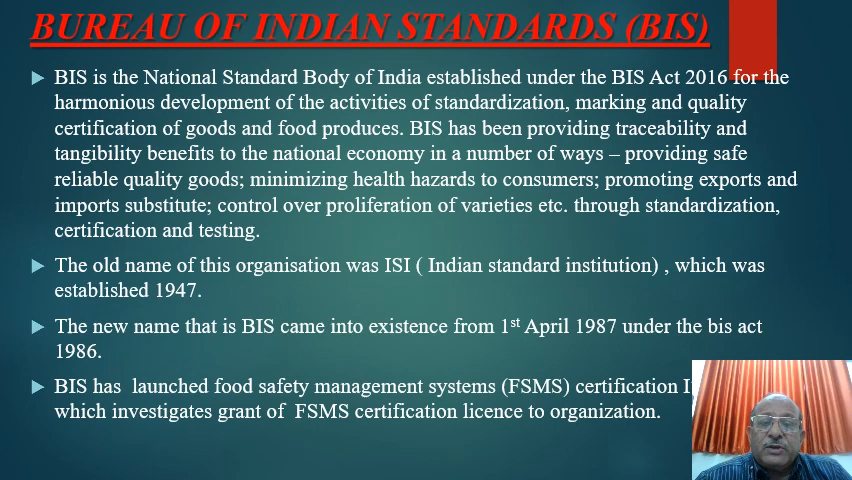 BUREAU OF INDIAN STANDARDS (BIS)
BIS is the National Standard Body of India established under the BIS Act 2016 for the
harmonious development of the activities of standardization, marking and quality
certification of goods and food produces. BIS has been providing traceability and
tangibility benefits to the national economy in a number of ways – providing safe
reliable quality goods; minimizing health hazards to consumers; promoting exports and
imports substitute; control over proliferation of varieties etc. through standardization,
certification and testing.
The old name of this organisation was ISI ( Indian standard institution) , which was
established 1947.
The new name that is BIS came into existence from 1st April 1987 under the bis act
1986.
BIS has launched food safety management systems (FSMS) certification
which investigates grant of FSMS certification licence to organization.